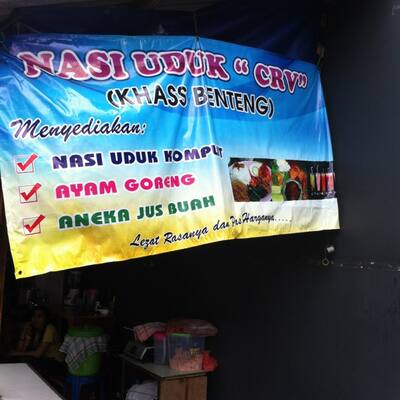 NASI UDUK " CRV"
(KHASS BENTENG)
Menyediakan:
NASI UDUK KOMPLIT
AYAM GORENG
ANEKA JUS BUAH
Lezat Rasanya dan Pas Harganya.....